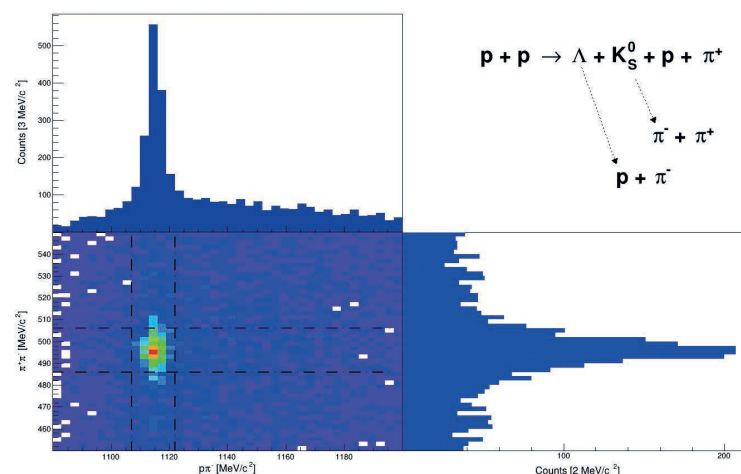 500
400
300
200
100
Counts [3 MeV/c²]
p + p → Λ + K⁰_S + p + π⁺
π⁻ + π⁺
p + π⁻
540
530
520
510
500
490
480
470
460
π⁺π⁻ [MeV/c²]
1100 1120 1140 1160 1180
pπ⁻ [MeV/c²]
100 200
Counts [2 MeV/c²]